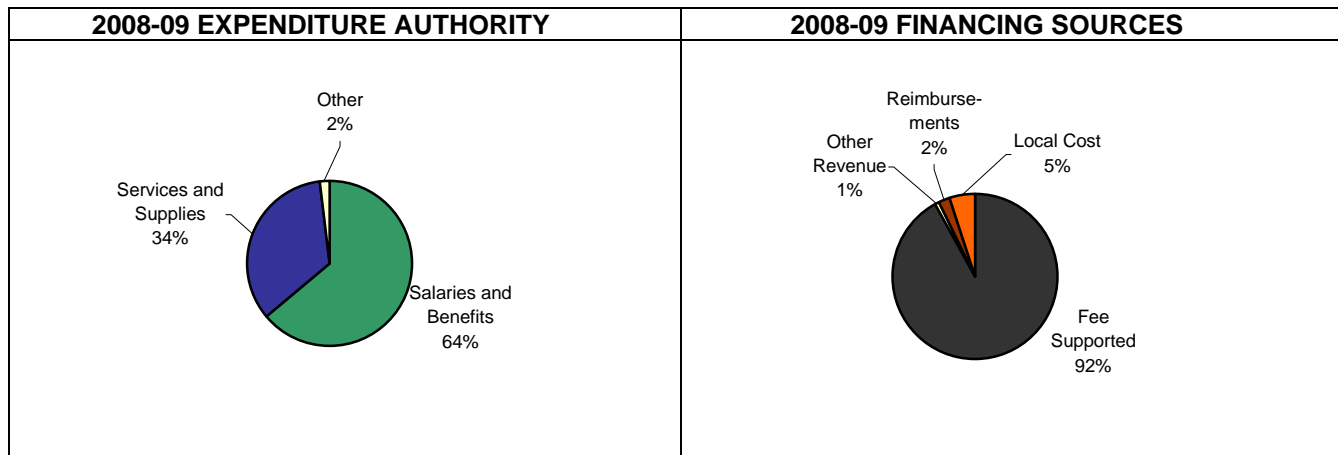 2008-09 EXPENDITURE AUTHORITY
Other
2%
Services and
Supplies
34%
Salaries and
Benefits
64%
2008-09 FINANCING SOURCES
Reimburse-
ments
2%
Other
Revenue
1%
Local Cost
5%
Fee
Supported
92%